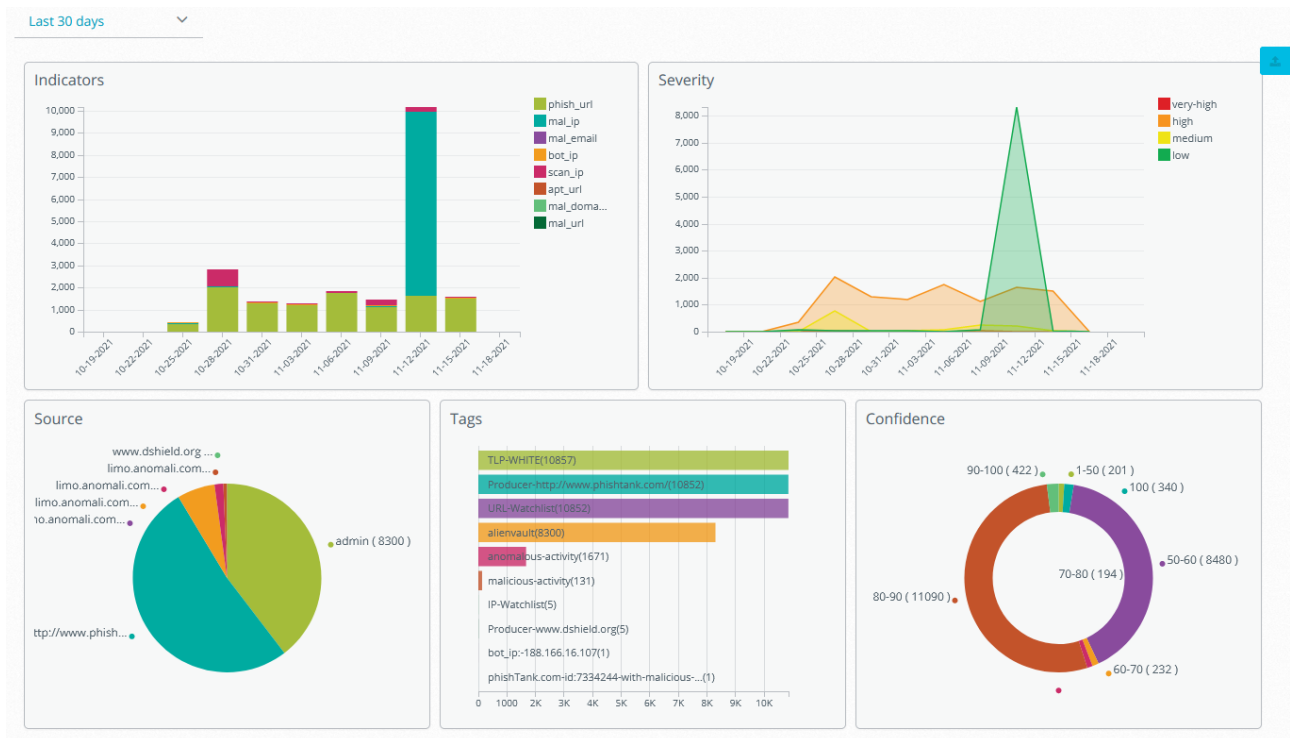 Last 30 days
Indicators
10,000
9,000
8,000
7,000
6,000
5,000
4,000
3,000
2,000
1,000
0
10-19-2021
10-22-2021
10-25-2021
10-28-2021
10-31-2021
11-03-2021
11-06-2021
11-09-2021
11-12-2021
11-15-2021
11-18-2021
phish_url
mal_ip
mal_email
bot_ip
scan_ip
apt_url
mal_doma...
mal_url
Severity
8,000
7,000
6,000
5,000
4,000
3,000
2,000
1,000
0
10-19-2021
10-22-2021
10-25-2021
10-28-2021
10-31-2021
11-03-2021
11-06-2021
11-09-2021
11-12-2021
11-15-2021
11-18-2021
very-high
high
medium
low
Source
www.dshield.org ...
limo.anomali.com...
limo.anomali.com...
limo.anomali.com...
no.anomali.com...
admin ( 8300 )
ttp://www.phish...
Tags
TLP-WHITE(10857)
Producer-http://www.phishtank.com/(10852)
URL-Watchlist(10852)
alienvault(8300)
anomalous-activity(1671)
malicious-activity(131)
IP-Watchlist(5)
Producer-www.dshield.org(5)
bot_ip:-188.166.16.107(1)
phishTank.com-id:7334244-with-malicious-...(1)
0 1000 2K 3K 4K 5K 6K 7K 8K 9K 10K
Confidence
90-100 ( 422 )
1-50 ( 201 )
100 ( 340 )
50-60 ( 8480 )
70-80 ( 194 )
80-90 ( 11090 )
60-70 ( 232 )